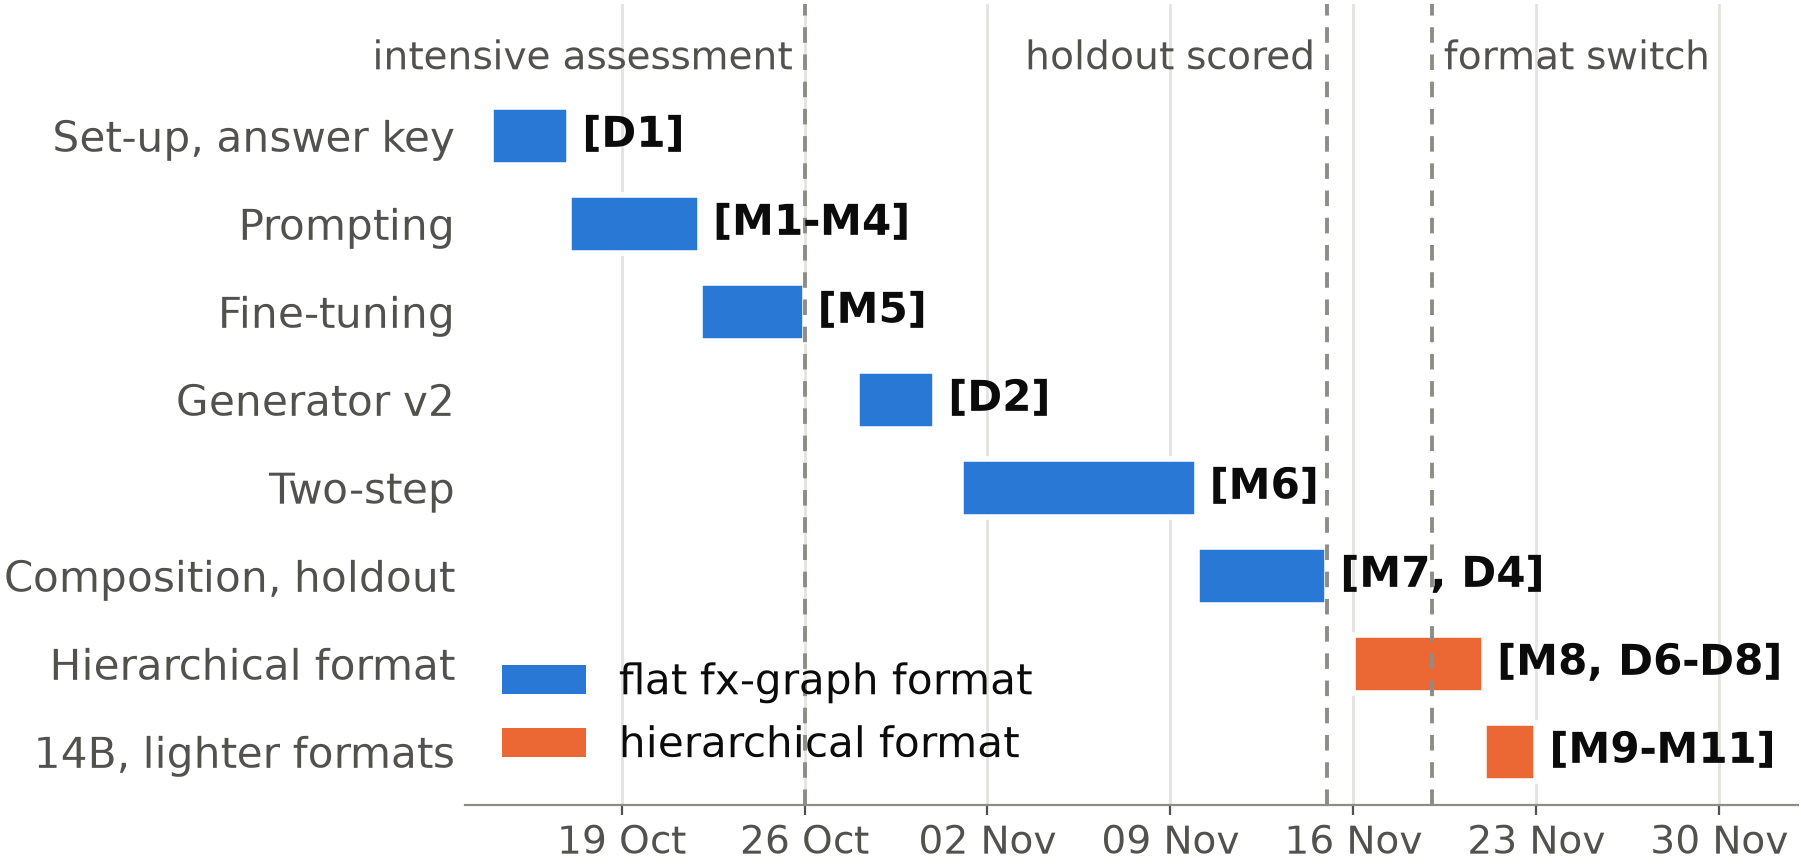 intensive assessment
holdout scored
format switch
Set-up, answer key
[D1]
Prompting
[M1-M4]
Fine-tuning
[M5]
Generator v2
[D2]
Two-step
[M6]
Composition, holdout
[M7, D4]
Hierarchical format
[M8, D6-D8]
14B, lighter formats
[M9-M11]
flat fx-graph format
hierarchical format
19 Oct
26 Oct
02 Nov
09 Nov
16 Nov
23 Nov
30 Nov